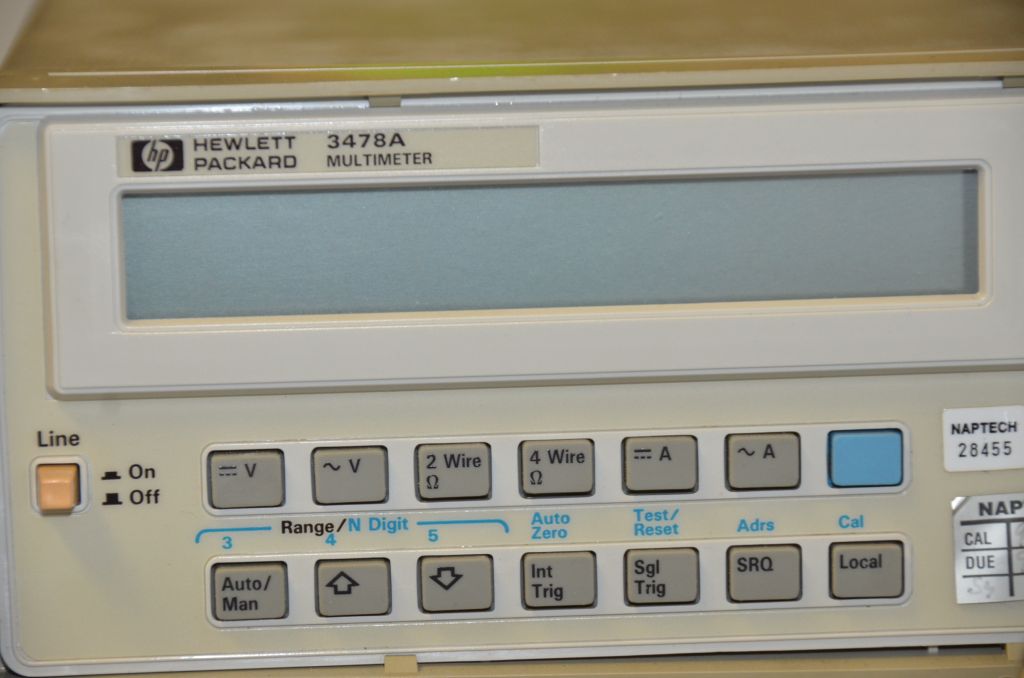 hp HEWLETT PACKARD 3478A MULTIMETER
Line
On
Off
⎓ V
~ V
2 Wire Ω
4 Wire Ω
⎓ A
~ A
NAPTECH
28455
Range/N Digit
3
4
5
Auto Zero
Test/Reset
Adrs
Cal
Auto/Man
Int Trig
Sgl Trig
SRQ
Local
NAP
CAL
DUE